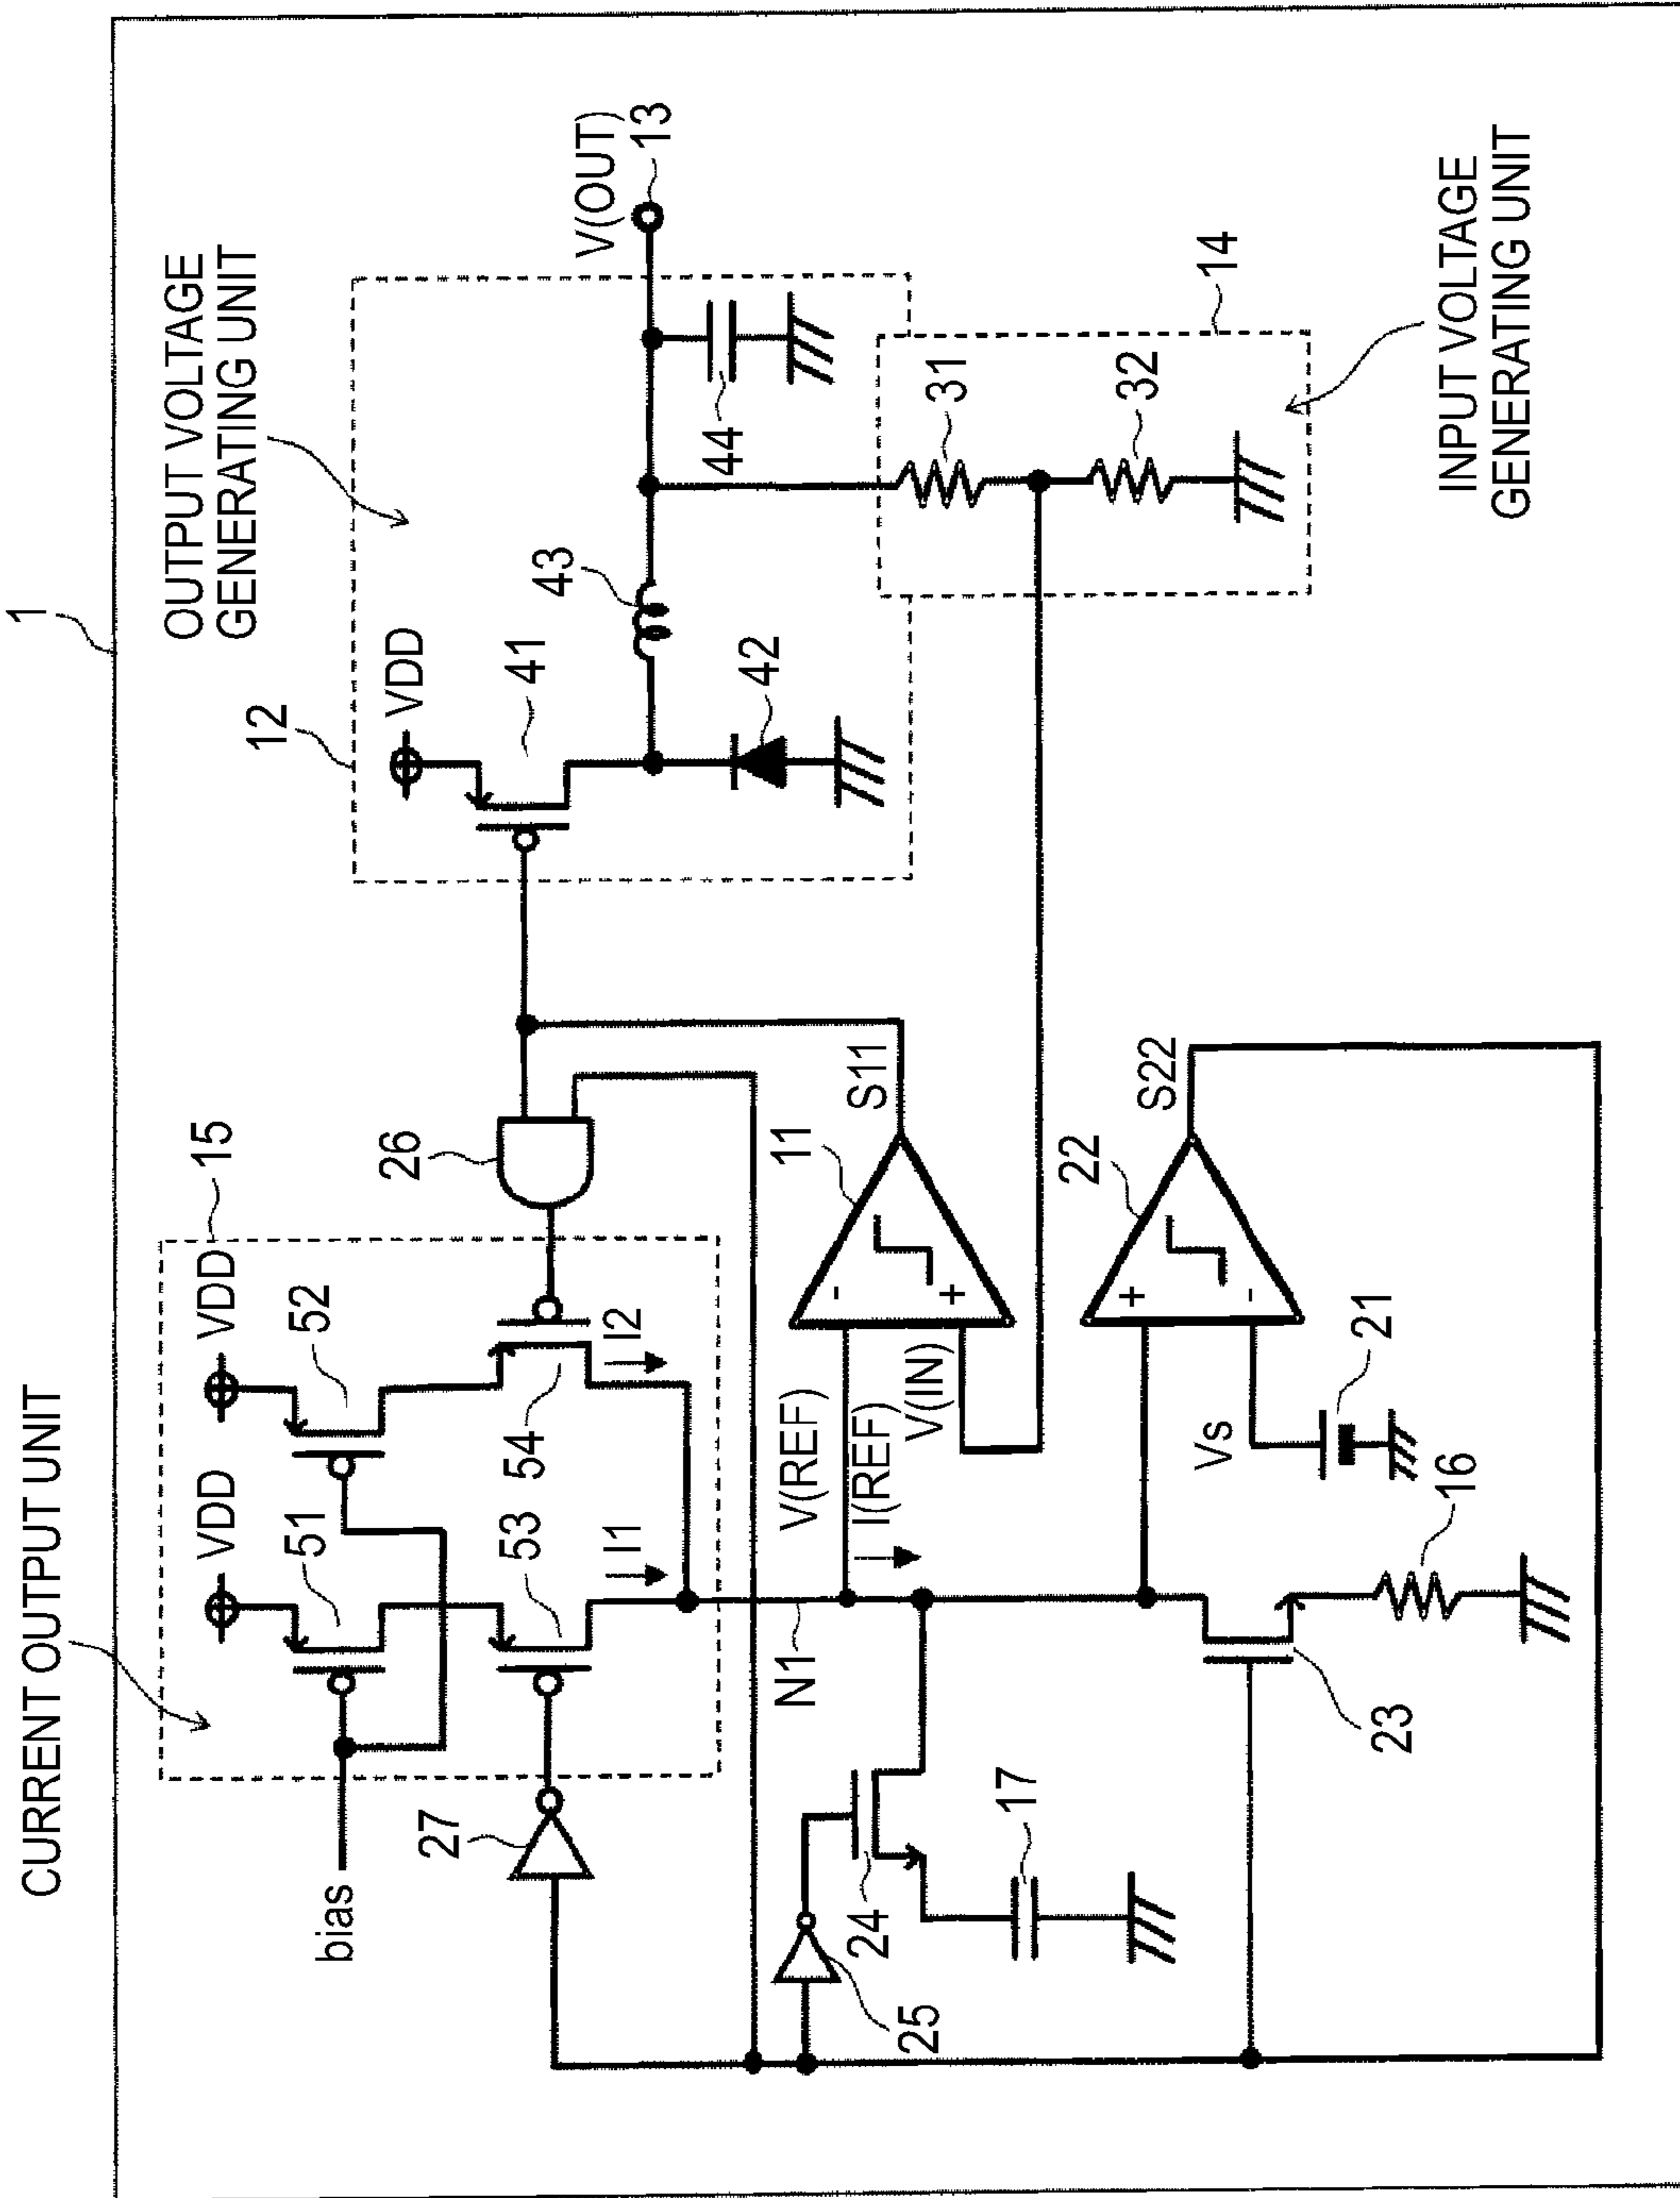 1
CURRENT OUTPUT UNIT
OUTPUT VOLTAGE
GENERATING UNIT
15
12
VDD
VDD
VDD
bias
51
52
41
43
V(OUT)
13
27
53
54
26
I1
I2
42
44
14
31
32
N1
V(REF)
I(REF)
V(IN)
11
S11
25
24
17
Vs
21
22
S22
23
16
INPUT VOLTAGE
GENERATING UNIT
-
+
+
-